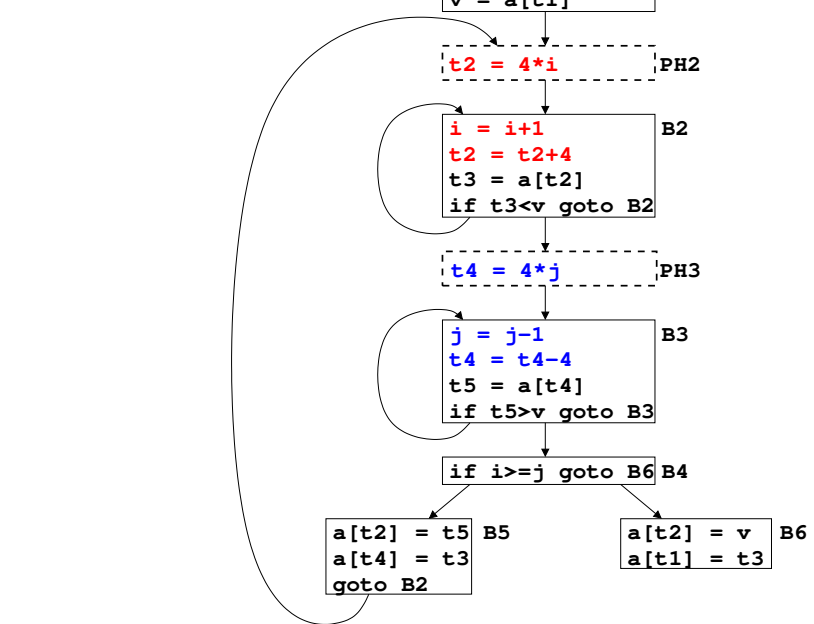 v = a[t1]
t2 = 4*i PH2
i = i+1 B2
t2 = t2+4
t3 = a[t2]
if t3<v goto B2
t4 = 4*j PH3
j = j−1 B3
t4 = t4−4
t5 = a[t4]
if t5>v goto B3
if i>=j goto B6 B4
a[t2] = t5 B5
a[t4] = t3
goto B2
a[t2] = v B6
a[t1] = t3